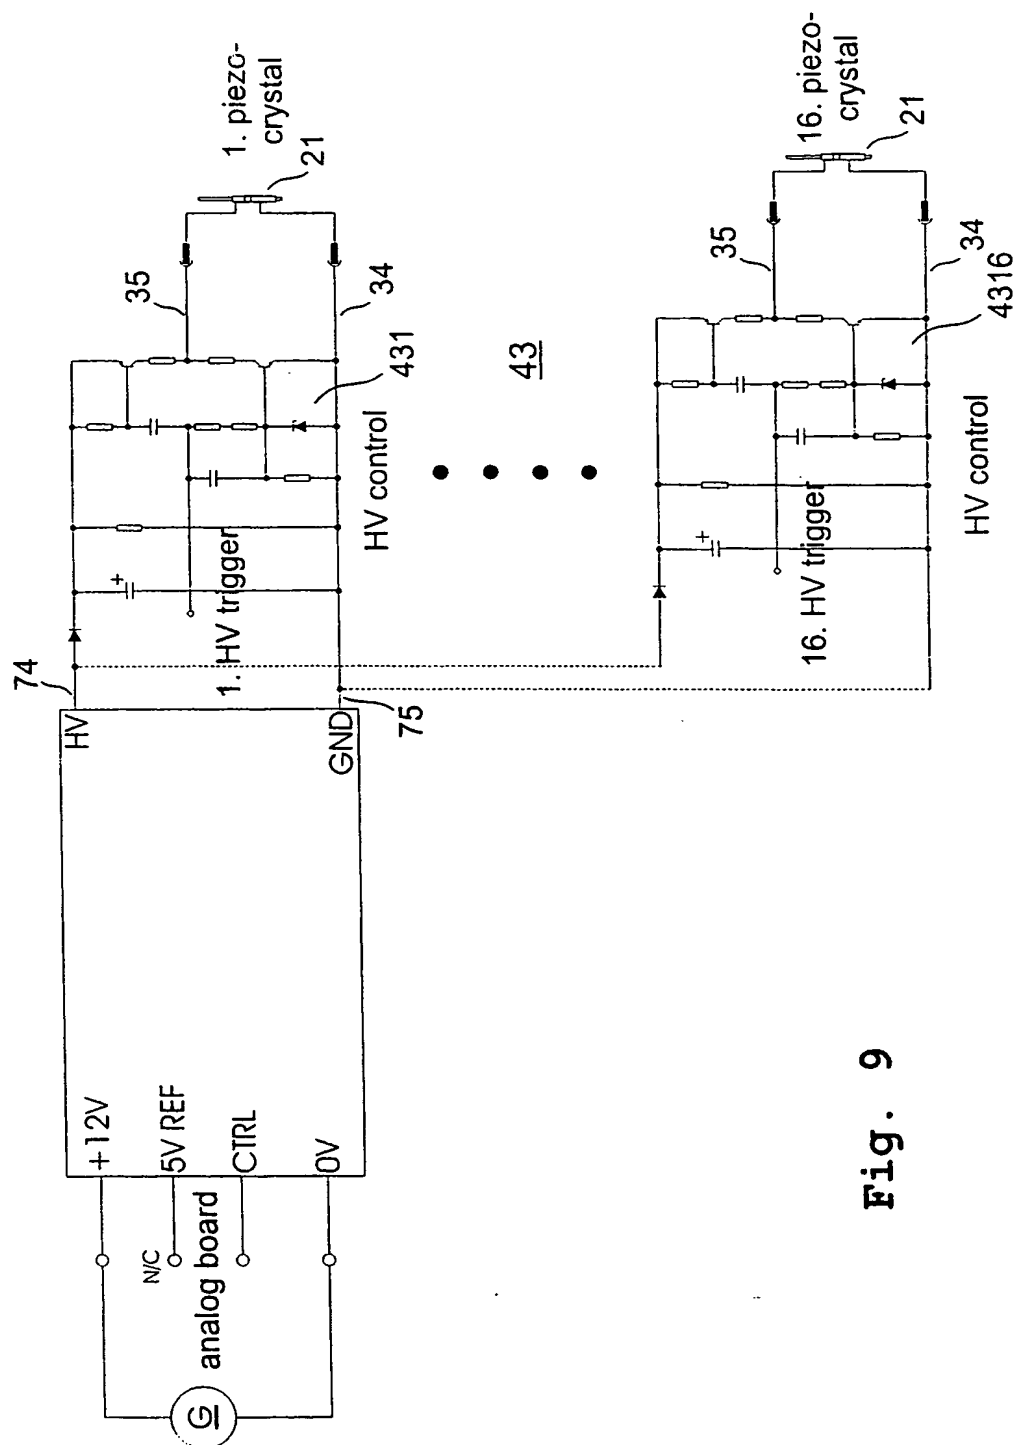 G
+12V
N/C
5V REF
analog board
CTRL
0V
HV
GND
74
75
1. HV trigger
HV control
431
35
34
1. piezo-
crystal
21
43
16. HV trigger
HV control
4316
35
34
16. piezo-
crystal
21
Fig. 9